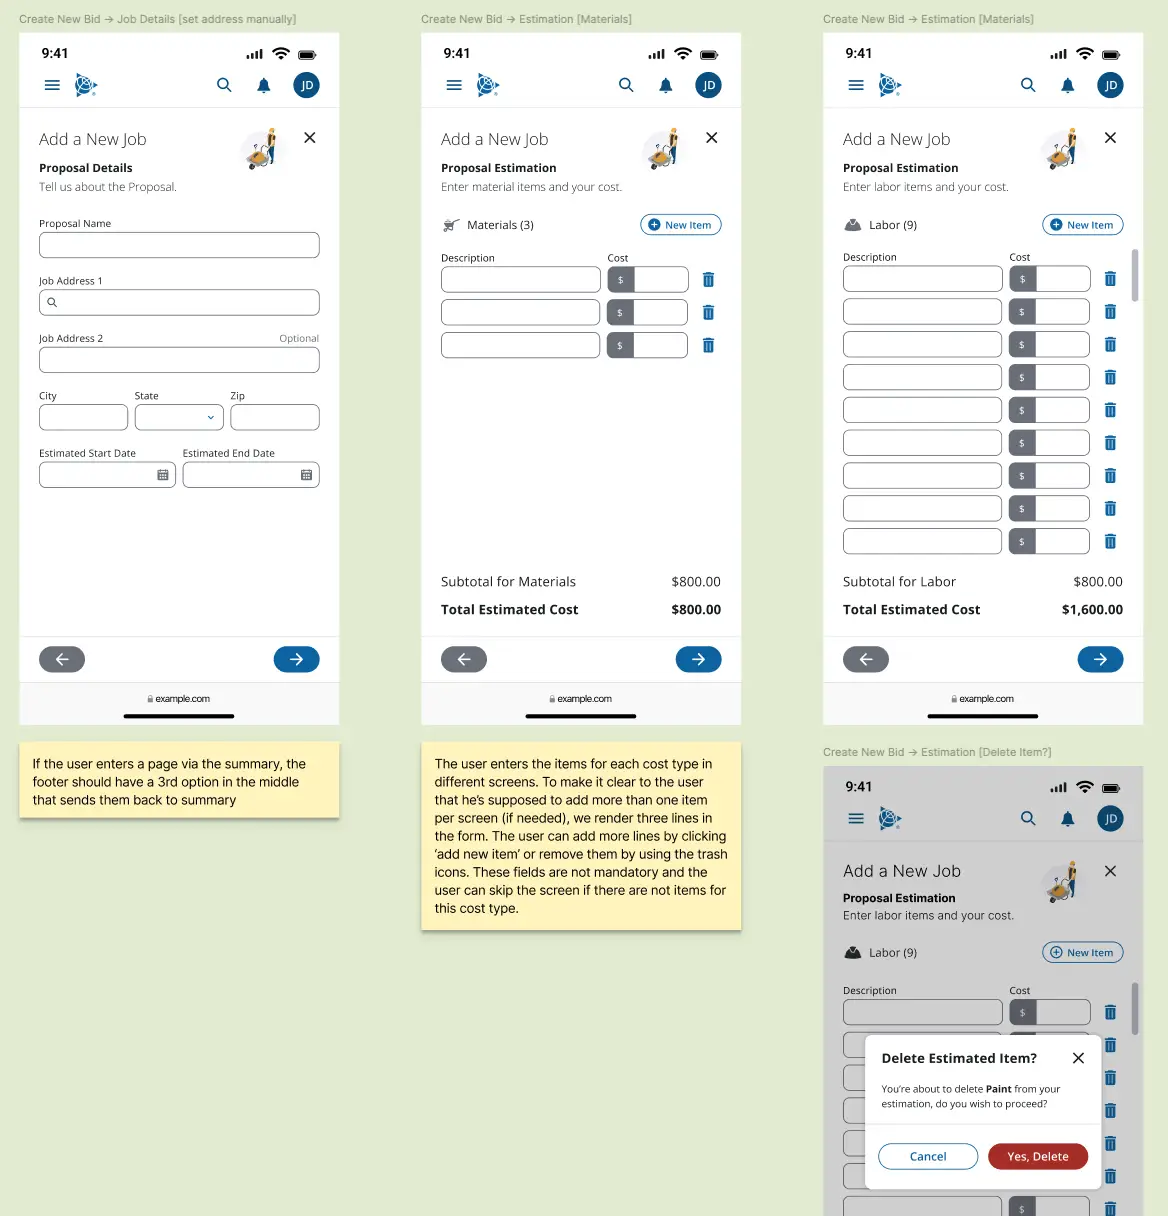 Create New Bid → Job Details [set address manually]
9:41
JD
Add a New Job
Proposal Details
Tell us about the Proposal.
Proposal Name
Job Address 1
Job Address 2
Optional
City
State
Zip
Estimated Start Date
Estimated End Date
example.com
If the user enters a page via the summary, the
footer should have a 3rd option in the middle
that sends them back to summary
Create New Bid → Estimation [Materials]
9:41
JD
Add a New Job
Proposal Estimation
Enter material items and your cost.
Materials (3)
New Item
Description
Cost
$
$
$
Subtotal for Materials
$800.00
Total Estimated Cost
$800.00
example.com
The user enters the items for each cost type in
different screens. To make it clear to the user
that he's supposed to add more than one item
per screen (if needed), we render three lines in
the form. The user can add more lines by clicking
‘add new item’ or remove them by using the trash
icons. These fields are not mandatory and the
user can skip the screen if there are not items for
this cost type.
Create New Bid → Estimation [Materials]
9:41
JD
Add a New Job
Proposal Estimation
Enter labor items and your cost.
Labor (9)
New Item
Description
Cost
$
$
$
$
$
$
$
$
$
Subtotal for Labor
$800.00
Total Estimated Cost
$1,600.00
example.com
Create New Bid → Estimation [Delete Item?]
9:41
JD
Add a New Job
Proposal Estimation
Enter labor items and your cost.
Labor (9)
New Item
Description
Cost
$
Delete Estimated Item?
You're about to delete Paint from your
estimation, do you wish to proceed?
Cancel
Yes, Delete
$